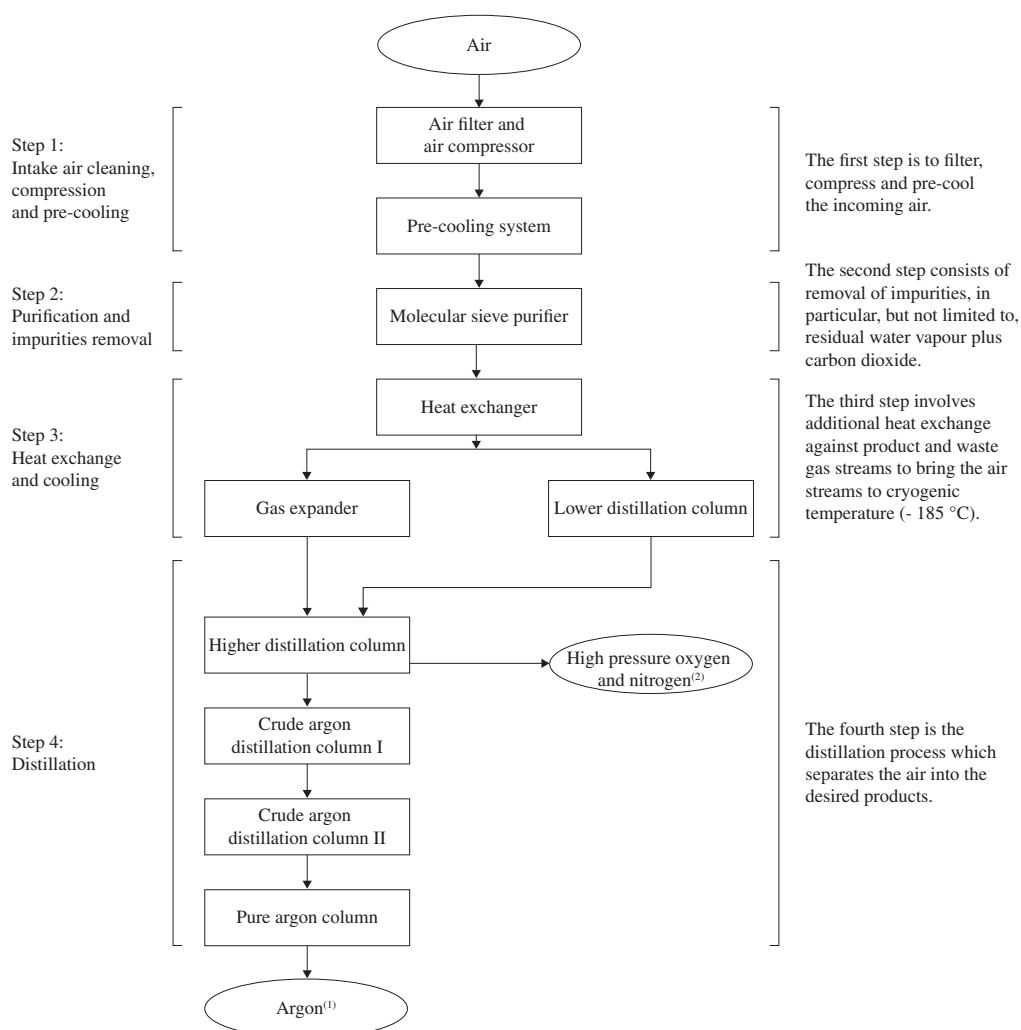 Air
Step 1:
Intake air cleaning,
compression
and pre-cooling
Air filter and
air compressor
Pre-cooling system
The first step is to filter,
compress and pre-cool
the incoming air.
Step 2:
Purification and
impurities removal
Molecular sieve purifier
The second step consists of
removal of impurities, in
particular, but not limited to,
residual water vapour plus
carbon dioxide.
Step 3:
Heat exchange
and cooling
Heat exchanger
Gas expander
Lower distillation column
The third step involves
additional heat exchange
against product and waste
gas streams to bring the air
streams to cryogenic
temperature (- 185 °C).
Step 4:
Distillation
Higher distillation column
High pressure oxygen
and nitrogen(2)
Crude argon
distillation column I
Crude argon
distillation column II
Pure argon column
Argon(1)
The fourth step is the
distillation process which
separates the air into the
desired products.